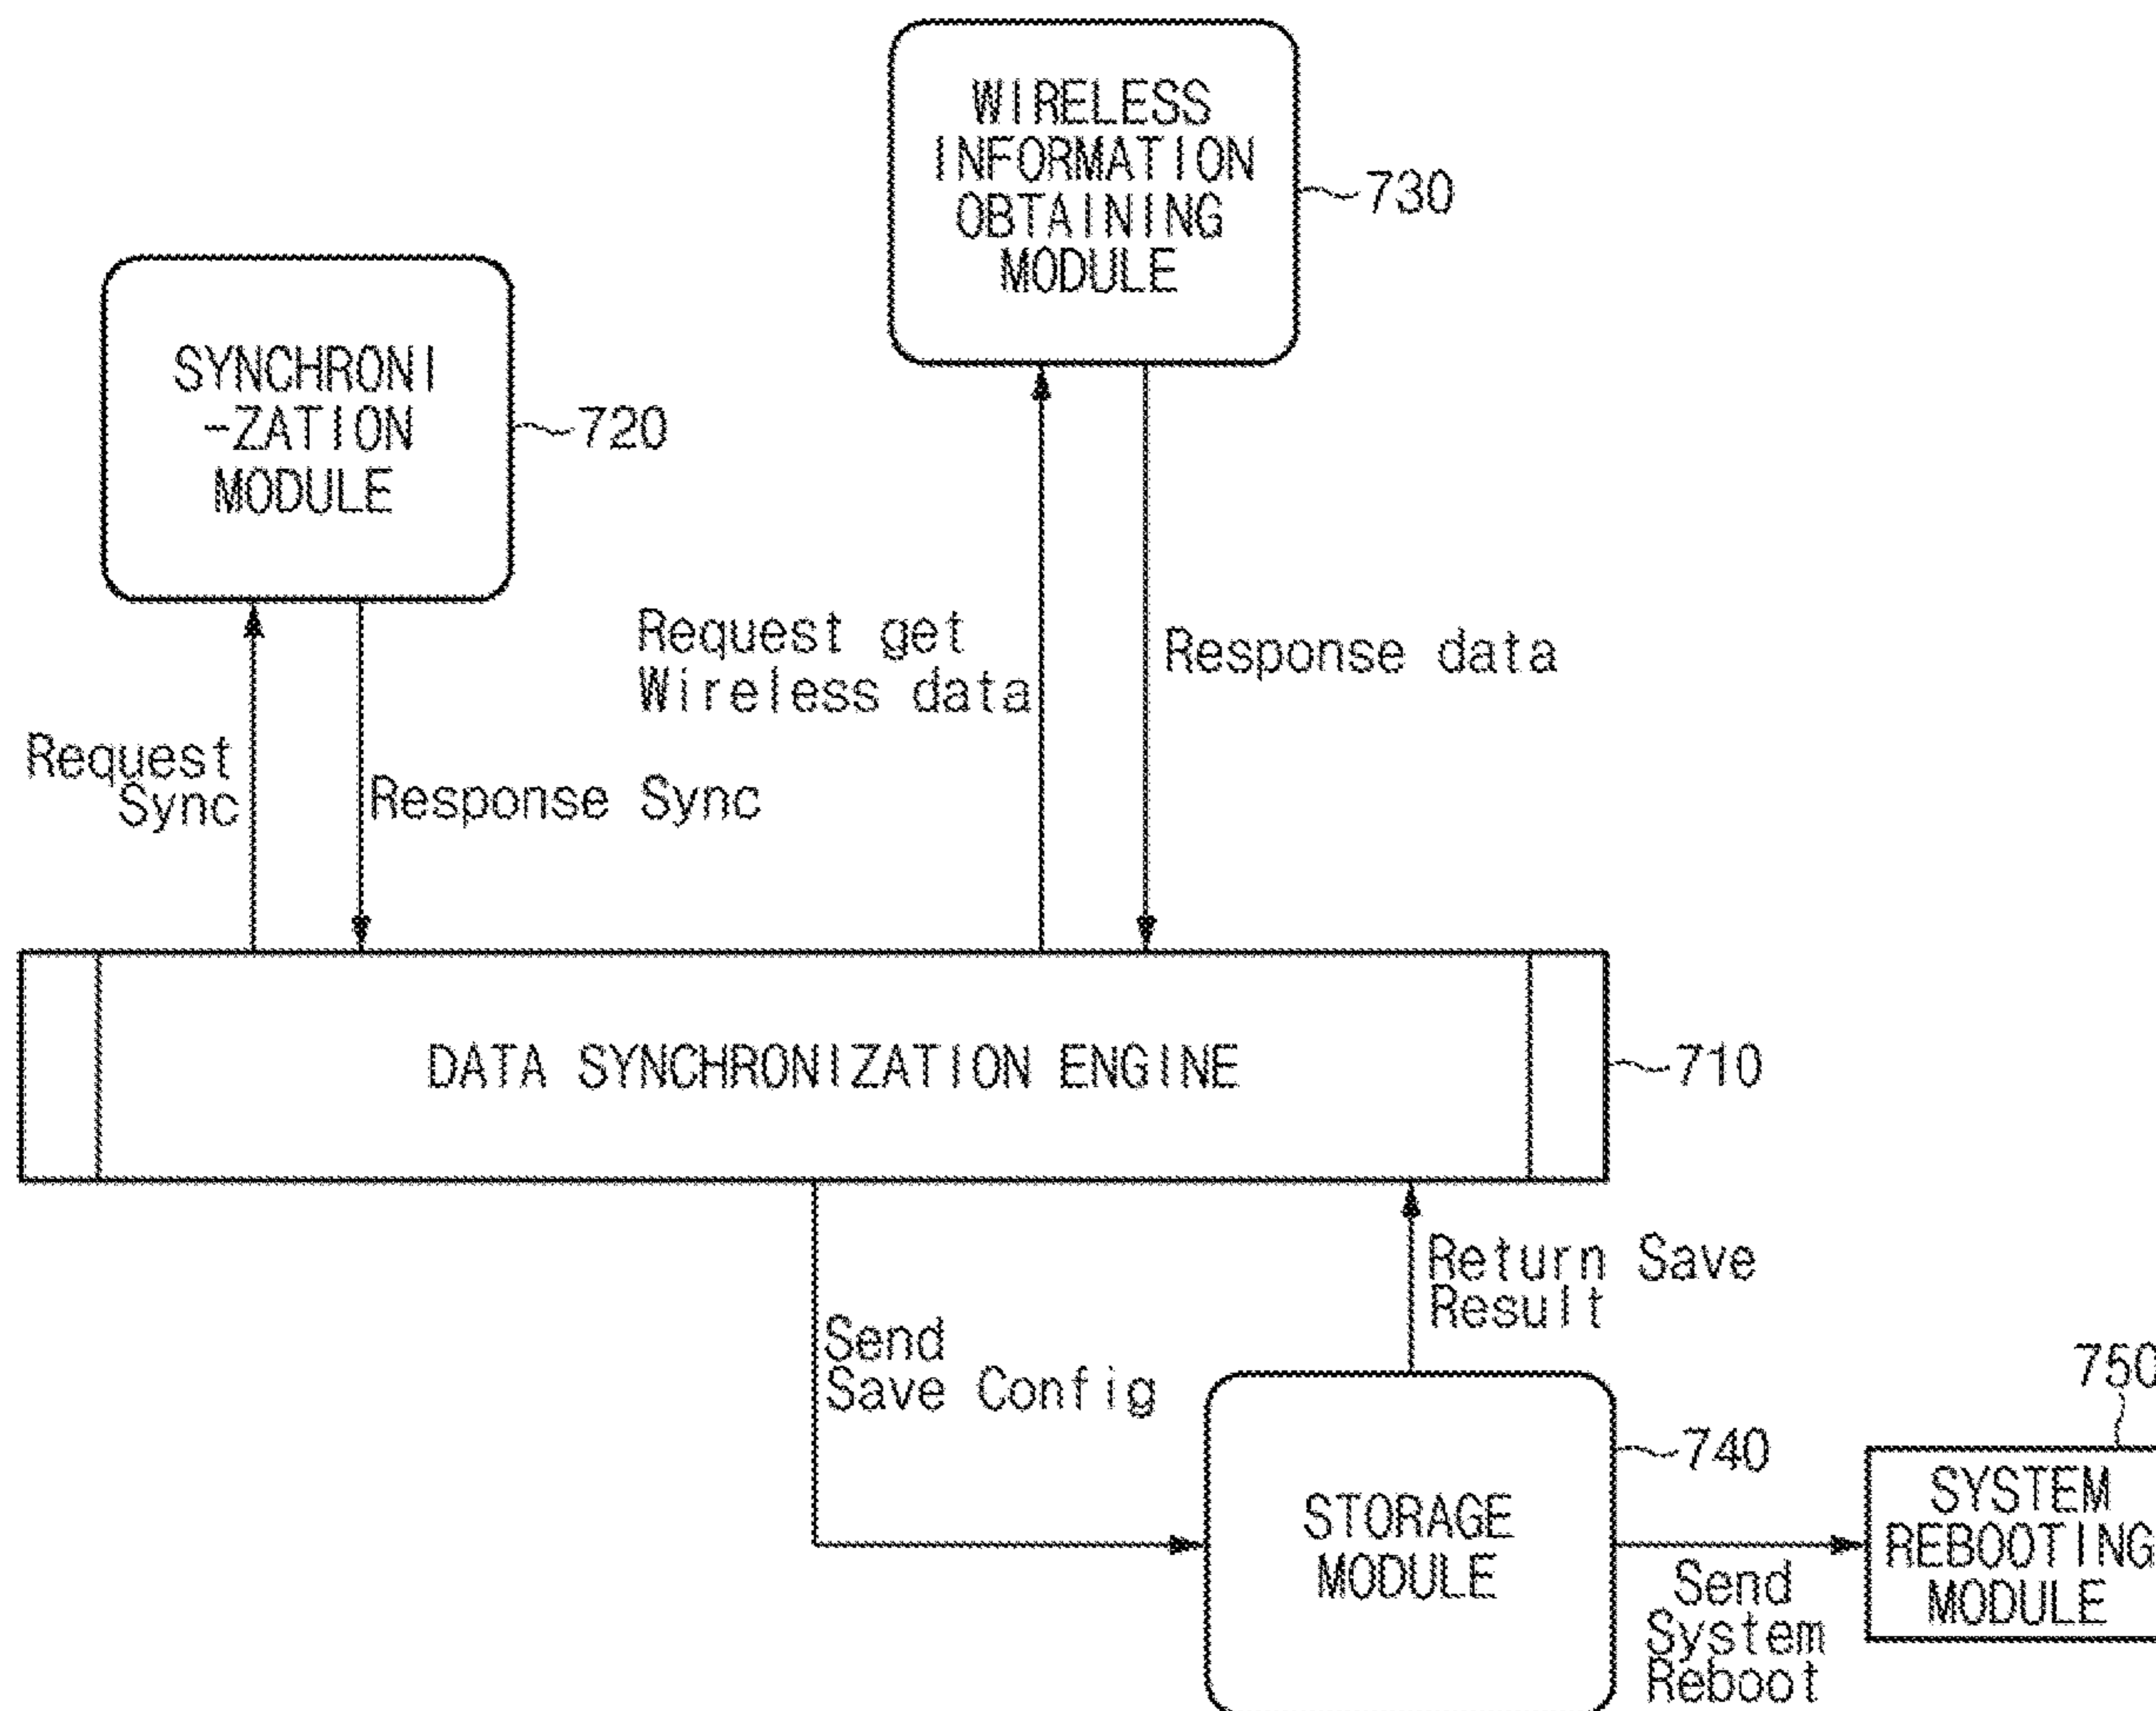 WIRELESS
INFORMATION
OBTAINING
MODULE
730
SYNCHRONI
-ZATION
MODULE
720
Request get
Wireless data
Response data
Request
Sync
Response Sync
DATA SYNCHRONIZATION ENGINE
710
Return Save
Result
Send
Save Config
750
740
STORAGE
MODULE
SYSTEM
REBOOTING
MODULE
Send
System
Reboot